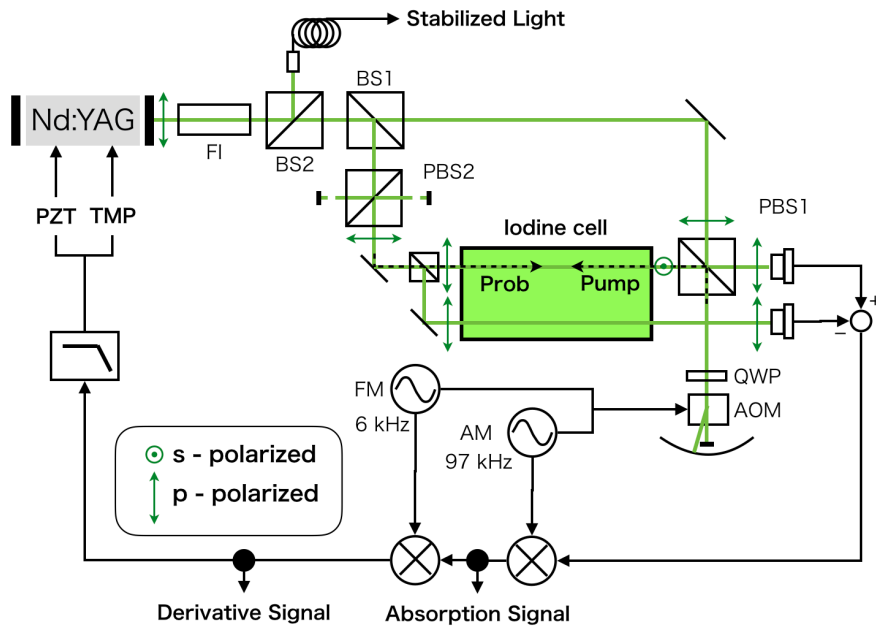 Stabilized Light
BS1
Nd:YAG
FI
BS2
PBS2
PZT TMP
PBS1
Iodine cell
Prob
Pump
+
−
QWP
FM
6 kHz
AOM
AM
97 kHz
s - polarized
p - polarized
Derivative Signal
Absorption Signal